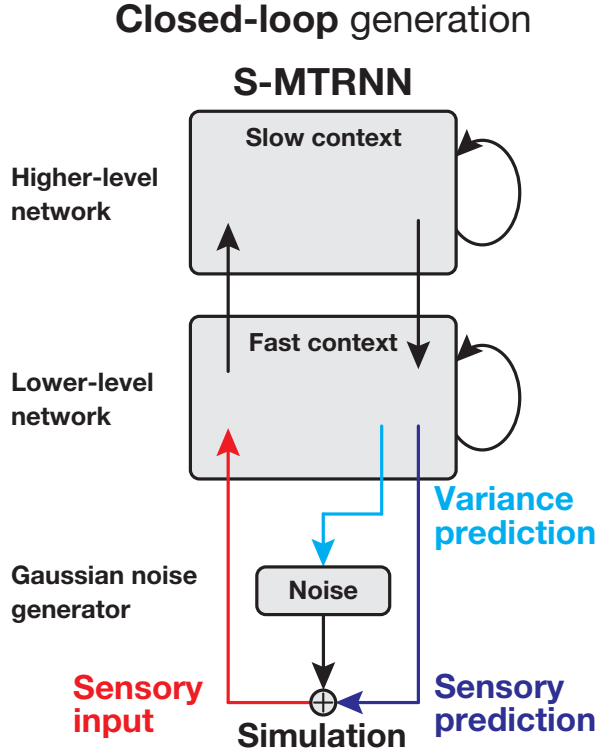 Closed-loop generation
S-MTRNN
Slow context
Higher-level
network
Fast context
Lower-level
network
Variance
prediction
Gaussian noise
generator
Noise
Sensory
input
Sensory
prediction
Simulation